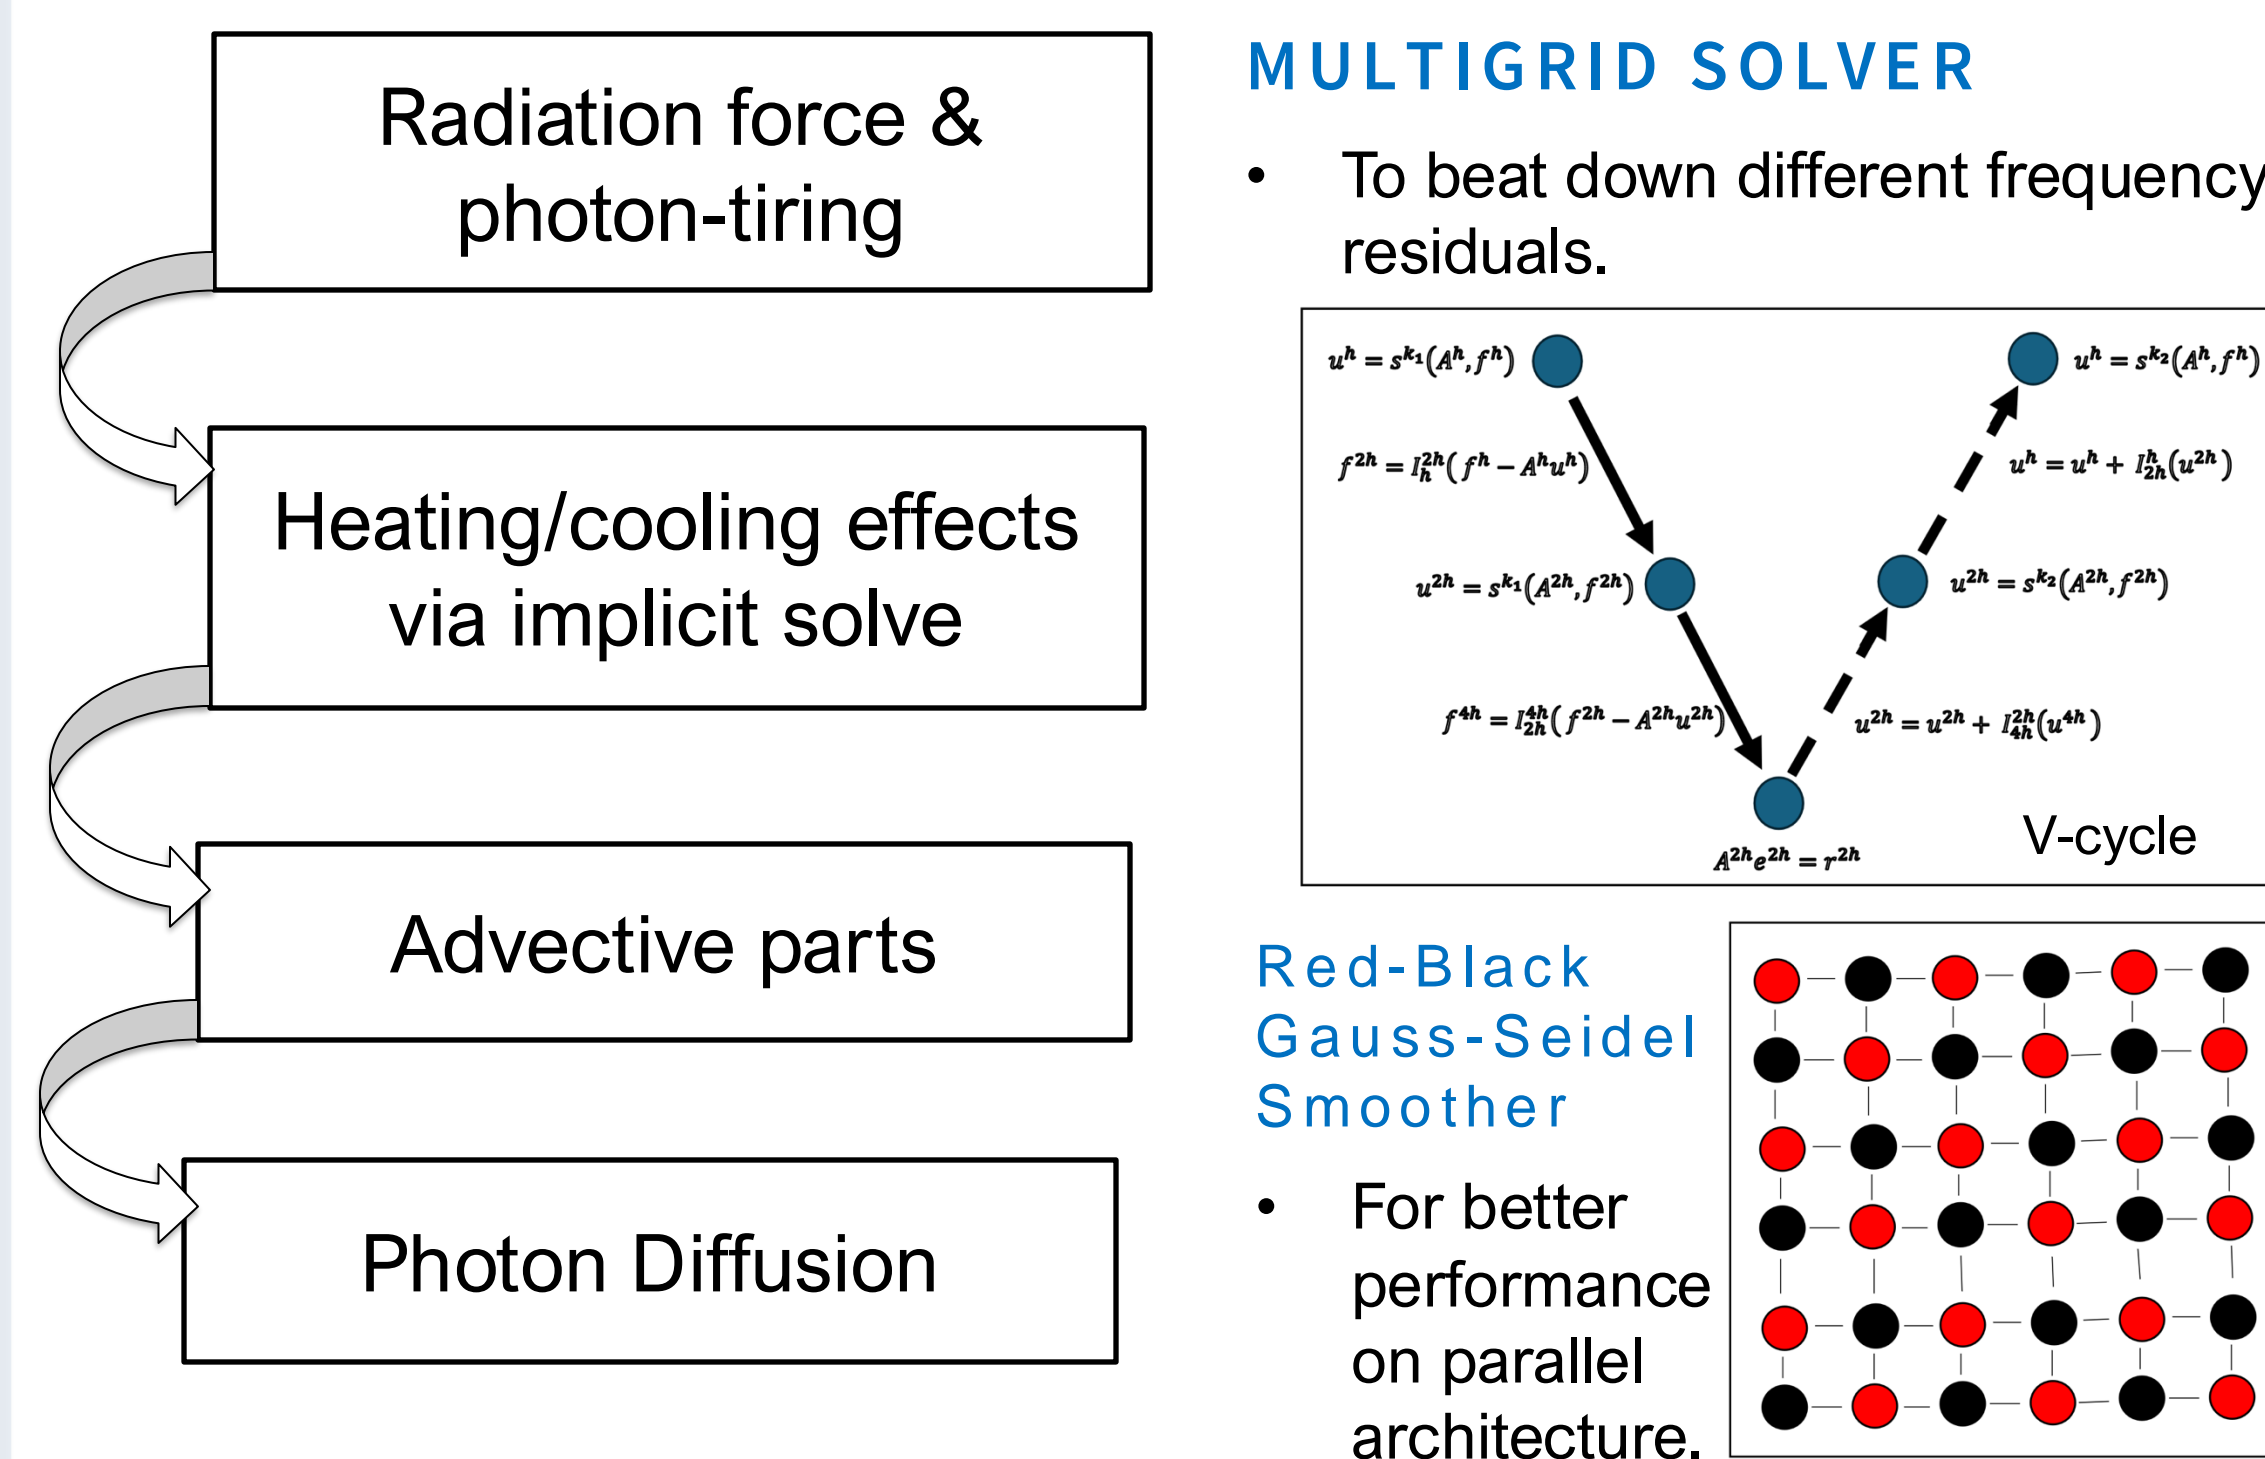 Radiation force &
photon-tiring
Heating/cooling effects
via implicit solve
Advective parts
Photon Diffusion
MULTIGRID SOLVER
• To beat down different frequency
residuals.
u^h = s^{k_1}(A^h, f^h)
u^h = s^{k_2}(A^h, f^h)
f^{2h} = I_h^{2h}(f^h − A^h u^h)
u^h = u^h + I_{2h}^h(u^{2h})
u^{2h} = s^{k_1}(A^{2h}, f^{2h})
u^{2h} = s^{k_2}(A^{2h}, f^{2h})
f^{4h} = I_{2h}^{4h}(f^{2h} − A^{2h} u^{2h})
u^{2h} = u^{2h} + I_{4h}^{2h}(u^{4h})
A^{2h} e^{2h} = r^{2h}
V-cycle
Red-Black
Gauss-Seidel
Smoother
• For better
performance
on parallel
architecture.